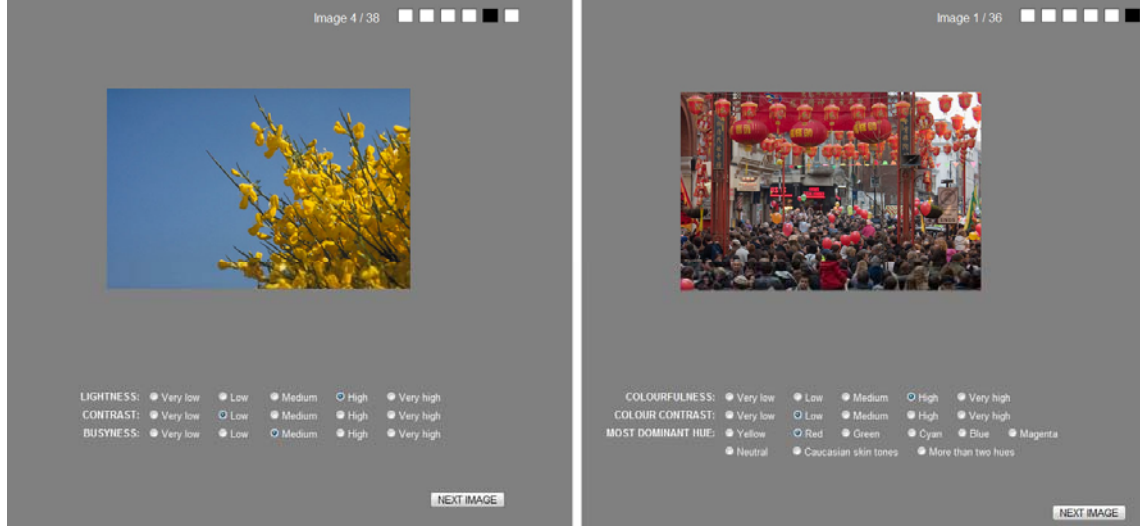 Image 4 / 38
LIGHTNESS: Very low Low Medium High Very high
CONTRAST: Very low Low Medium High Very high
BUSYNESS: Very low Low Medium High Very high
NEXT IMAGE
Image 1 / 36
COLOURFULNESS: Very low Low Medium High Very high
COLOUR CONTRAST: Very low Low Medium High Very high
MOST DOMINANT HUE: Yellow Red Green Cyan Blue Magenta
Neutral Caucasian skin tones More than two hues
NEXT IMAGE